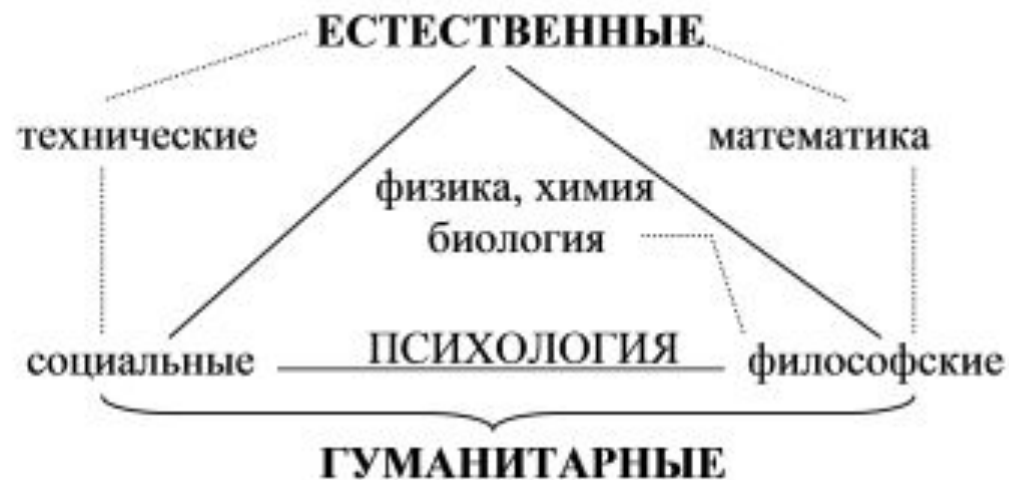 ЕСТЕСТВЕННЫЕ
технические математика
физика, химия
биология
социальные ПСИХОЛОГИЯ философские
ГУМАНИТАРНЫЕ